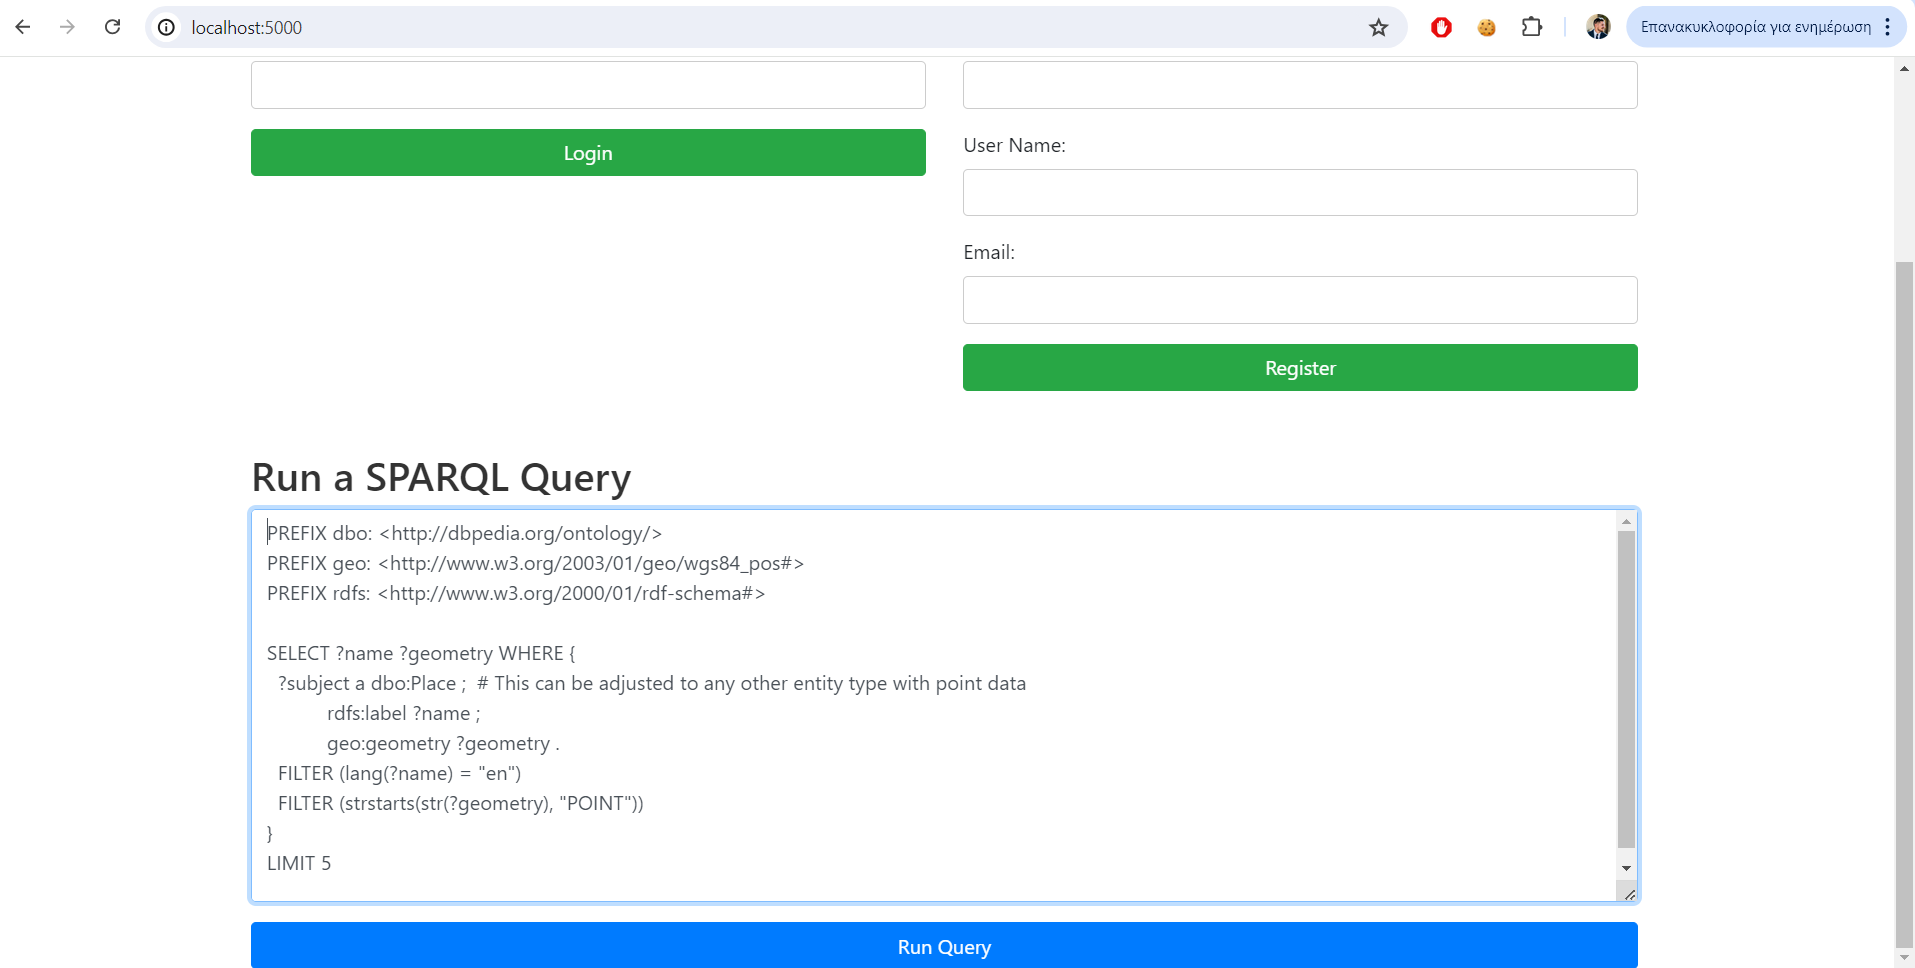 localhost:5000
Επανακυκλοφορία για ενημέρωση
Login
User Name:
Email:
Register
Run a SPARQL Query
PREFIX dbo: <http://dbpedia.org/ontology/>
PREFIX geo: <http://www.w3.org/2003/01/geo/wgs84_pos#>
PREFIX rdfs: <http://www.w3.org/2000/01/rdf-schema#>
SELECT ?name ?geometry WHERE {
?subject a dbo:Place ;  # This can be adjusted to any other entity type with point data
rdfs:label ?name ;
geo:geometry ?geometry .
FILTER (lang(?name) = "en")
FILTER (strstarts(str(?geometry), "POINT"))
}
LIMIT 5
Run Query